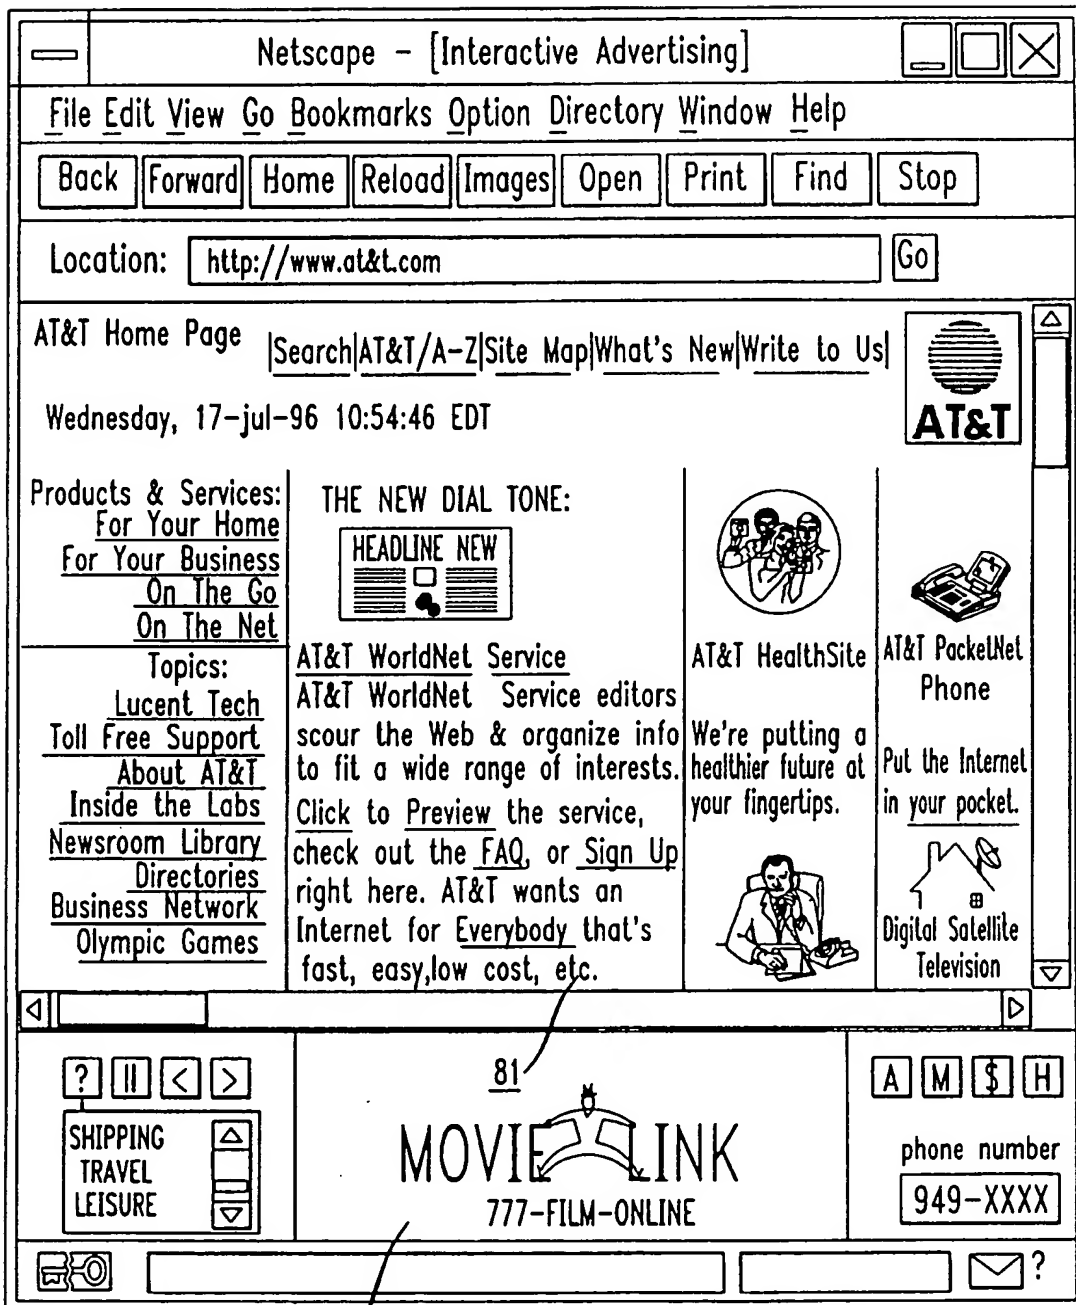 Netscape – [Interactive Advertising]
File Edit View Go Bookmarks Option Directory Window Help
Back Forward Home Reload Images Open Print Find Stop
Location: http://www.at&t.com Go
AT&T Home Page |Search|AT&T/A-Z|Site Map|What's New|Write to Us|
AT&T
Wednesday, 17-jul-96 10:54:46 EDT
Products & Services:
For Your Home
For Your Business
On The Go
On The Net
Topics:
Lucent Tech
Toll Free Support
About AT&T
Inside the Labs
Newsroom Library
Directories
Business Network
Olympic Games
THE NEW DIAL TONE:
HEADLINE NEW
AT&T WorldNet Service
AT&T WorldNet Service editors
scour the Web & organize info
to fit a wide range of interests.
Click to Preview the service,
check out the FAQ, or Sign Up
right here. AT&T wants an
Internet for Everybody that's
fast, easy,low cost, etc.
AT&T HealthSite
We're putting a
healthier future at
your fingertips.
AT&T PacketNet
Phone
Put the Internet
in your pocket.
Digital Satellite
Television
? || < >
SHIPPING
TRAVEL
LEISURE
81
MOVIE LINK
777-FILM-ONLINE
A M $ H
phone number
949-XXXX
?